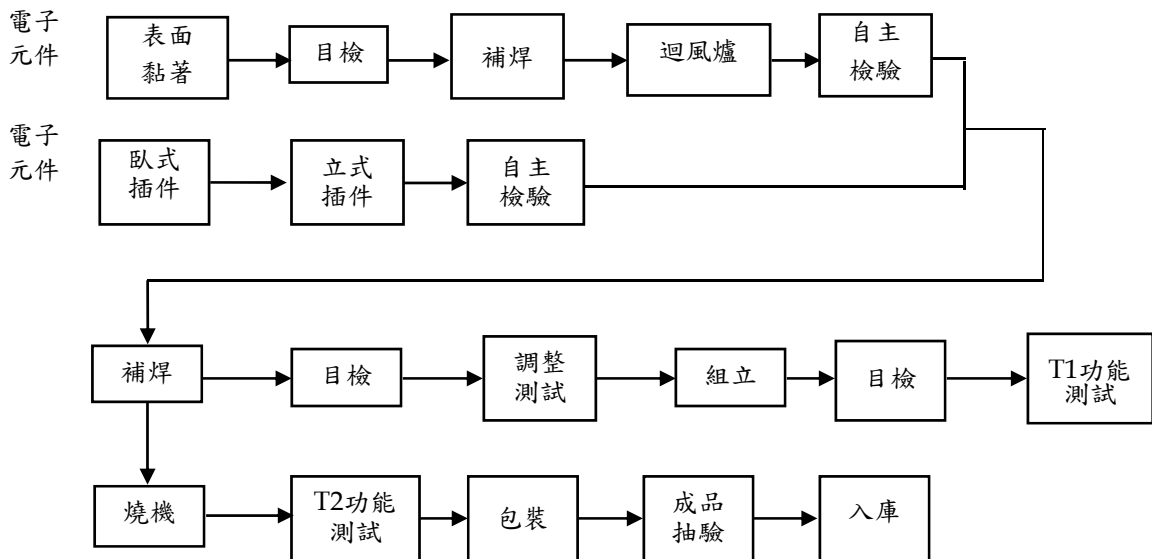 電子
元件
表面
黏著
目檢
補焊
迴風爐
自主
檢驗
電子
元件
臥式
插件
立式
插件
自主
檢驗
補焊
目檢
調整
測試
組立
目檢
T1功能
測試
燒機
T2功能
測試
包裝
成品
抽驗
入庫